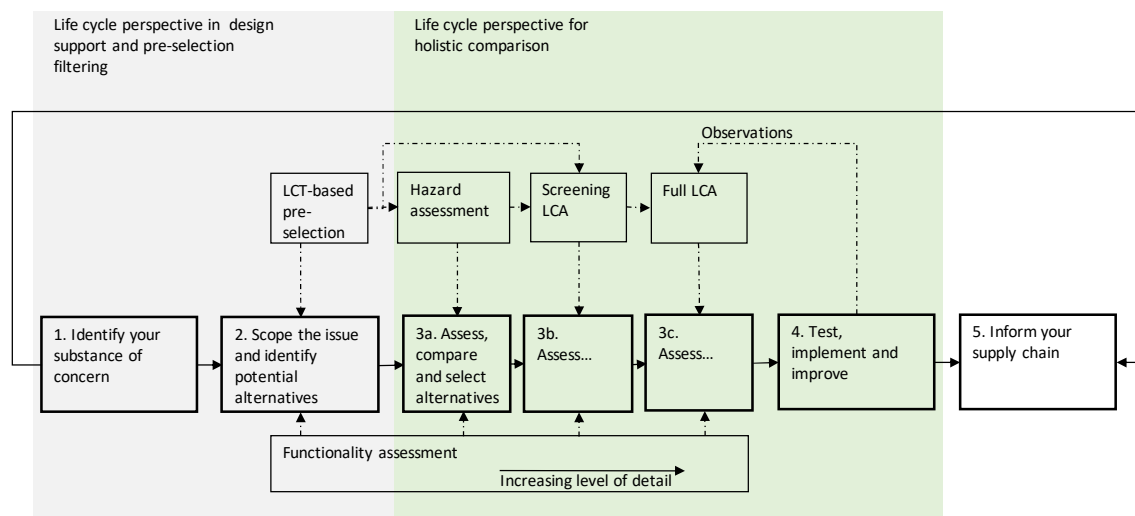 Life cycle perspective in design
support and pre-selection
filtering
Life cycle perspective for
holistic comparison
Observations
LCT-based
pre-
selection
Hazard
assessment
Screening
LCA
Full LCA
1. Identify your
substance of
concern
2. Scope the issue
and identify
potential
alternatives
3a. Assess,
compare
and select
alternatives
3b.
Assess...
3c.
Assess...
4. Test,
implement and
improve
5. Inform your
supply chain
Functionality assessment
Increasing level of detail